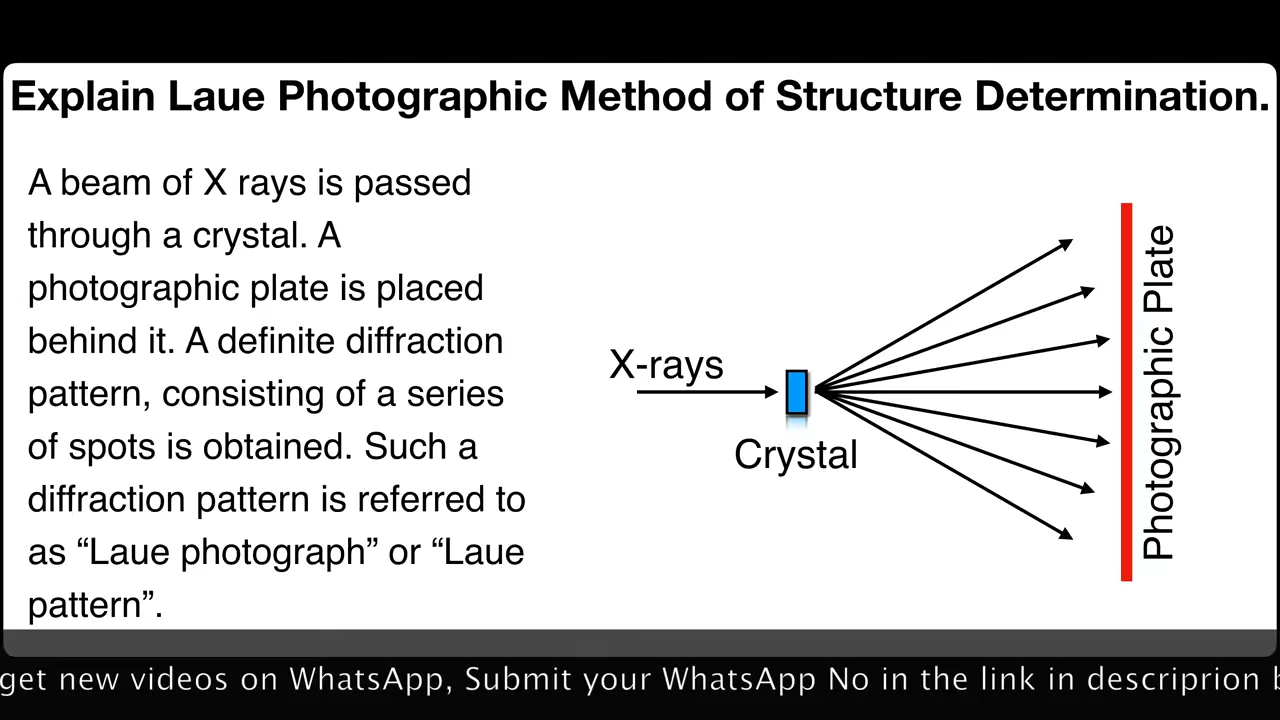 Explain Laue Photographic Method of Structure Determination.
A beam of X rays is passed
through a crystal. A
photographic plate is placed
behind it. A definite diffraction
pattern, consisting of a series
of spots is obtained. Such a
diffraction pattern is referred to
as “Laue photograph” or “Laue
pattern”.
X-rays
Crystal
Photographic Plate
get new videos on WhatsApp, Submit your WhatsApp No in the link in descriprion